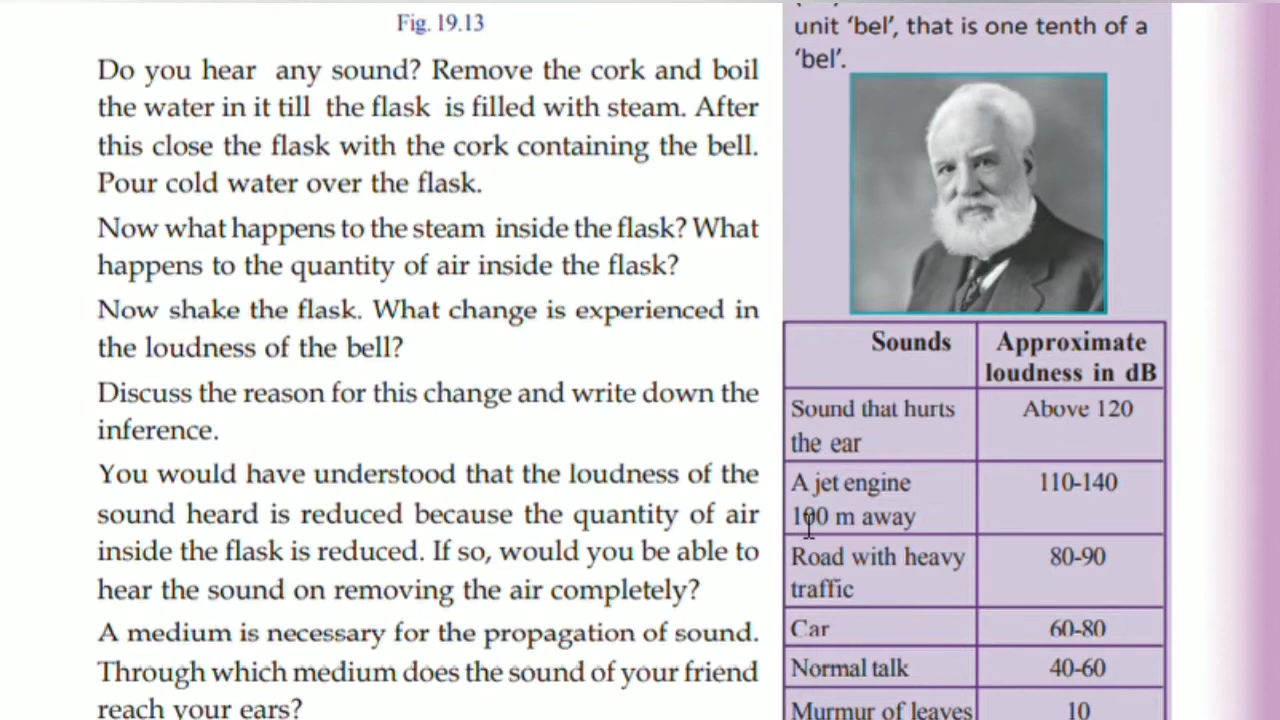 Fig. 19.13
Do you hear any sound? Remove the cork and boil
the water in it till the flask is filled with steam. After
this close the flask with the cork containing the bell.
Pour cold water over the flask.
Now what happens to the steam inside the flask? What
happens to the quantity of air inside the flask?
Now shake the flask. What change is experienced in
the loudness of the bell?
Discuss the reason for this change and write down the
inference.
You would have understood that the loudness of the
sound heard is reduced because the quantity of air
inside the flask is reduced. If so, would you be able to
hear the sound on removing the air completely?
A medium is necessary for the propagation of sound.
Through which medium does the sound of your friend
reach your ears?
unit ‘bel’, that is one tenth of a
‘bel’.
Sounds
Approximate
loudness in dB
Sound that hurts
the ear
Above 120
A jet engine
100 m away
110-140
Road with heavy
traffic
80-90
Car
60-80
Normal talk
40-60
Murmur of leaves
10